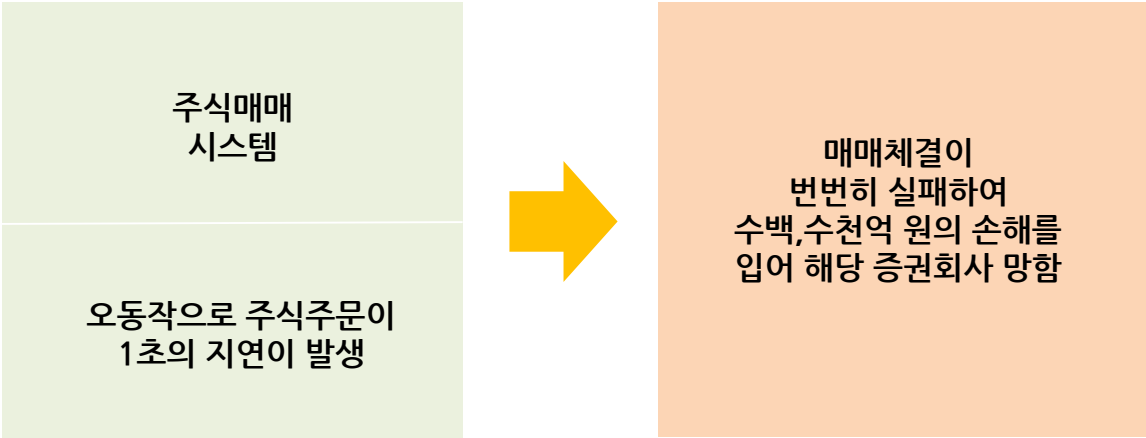 주식매매
시스템
오동작으로 주식주문이
1초의 지연이 발생
매매체결이
번번히 실패하여
수백,수천억 원의 손해를
입어 해당 증권회사 망함